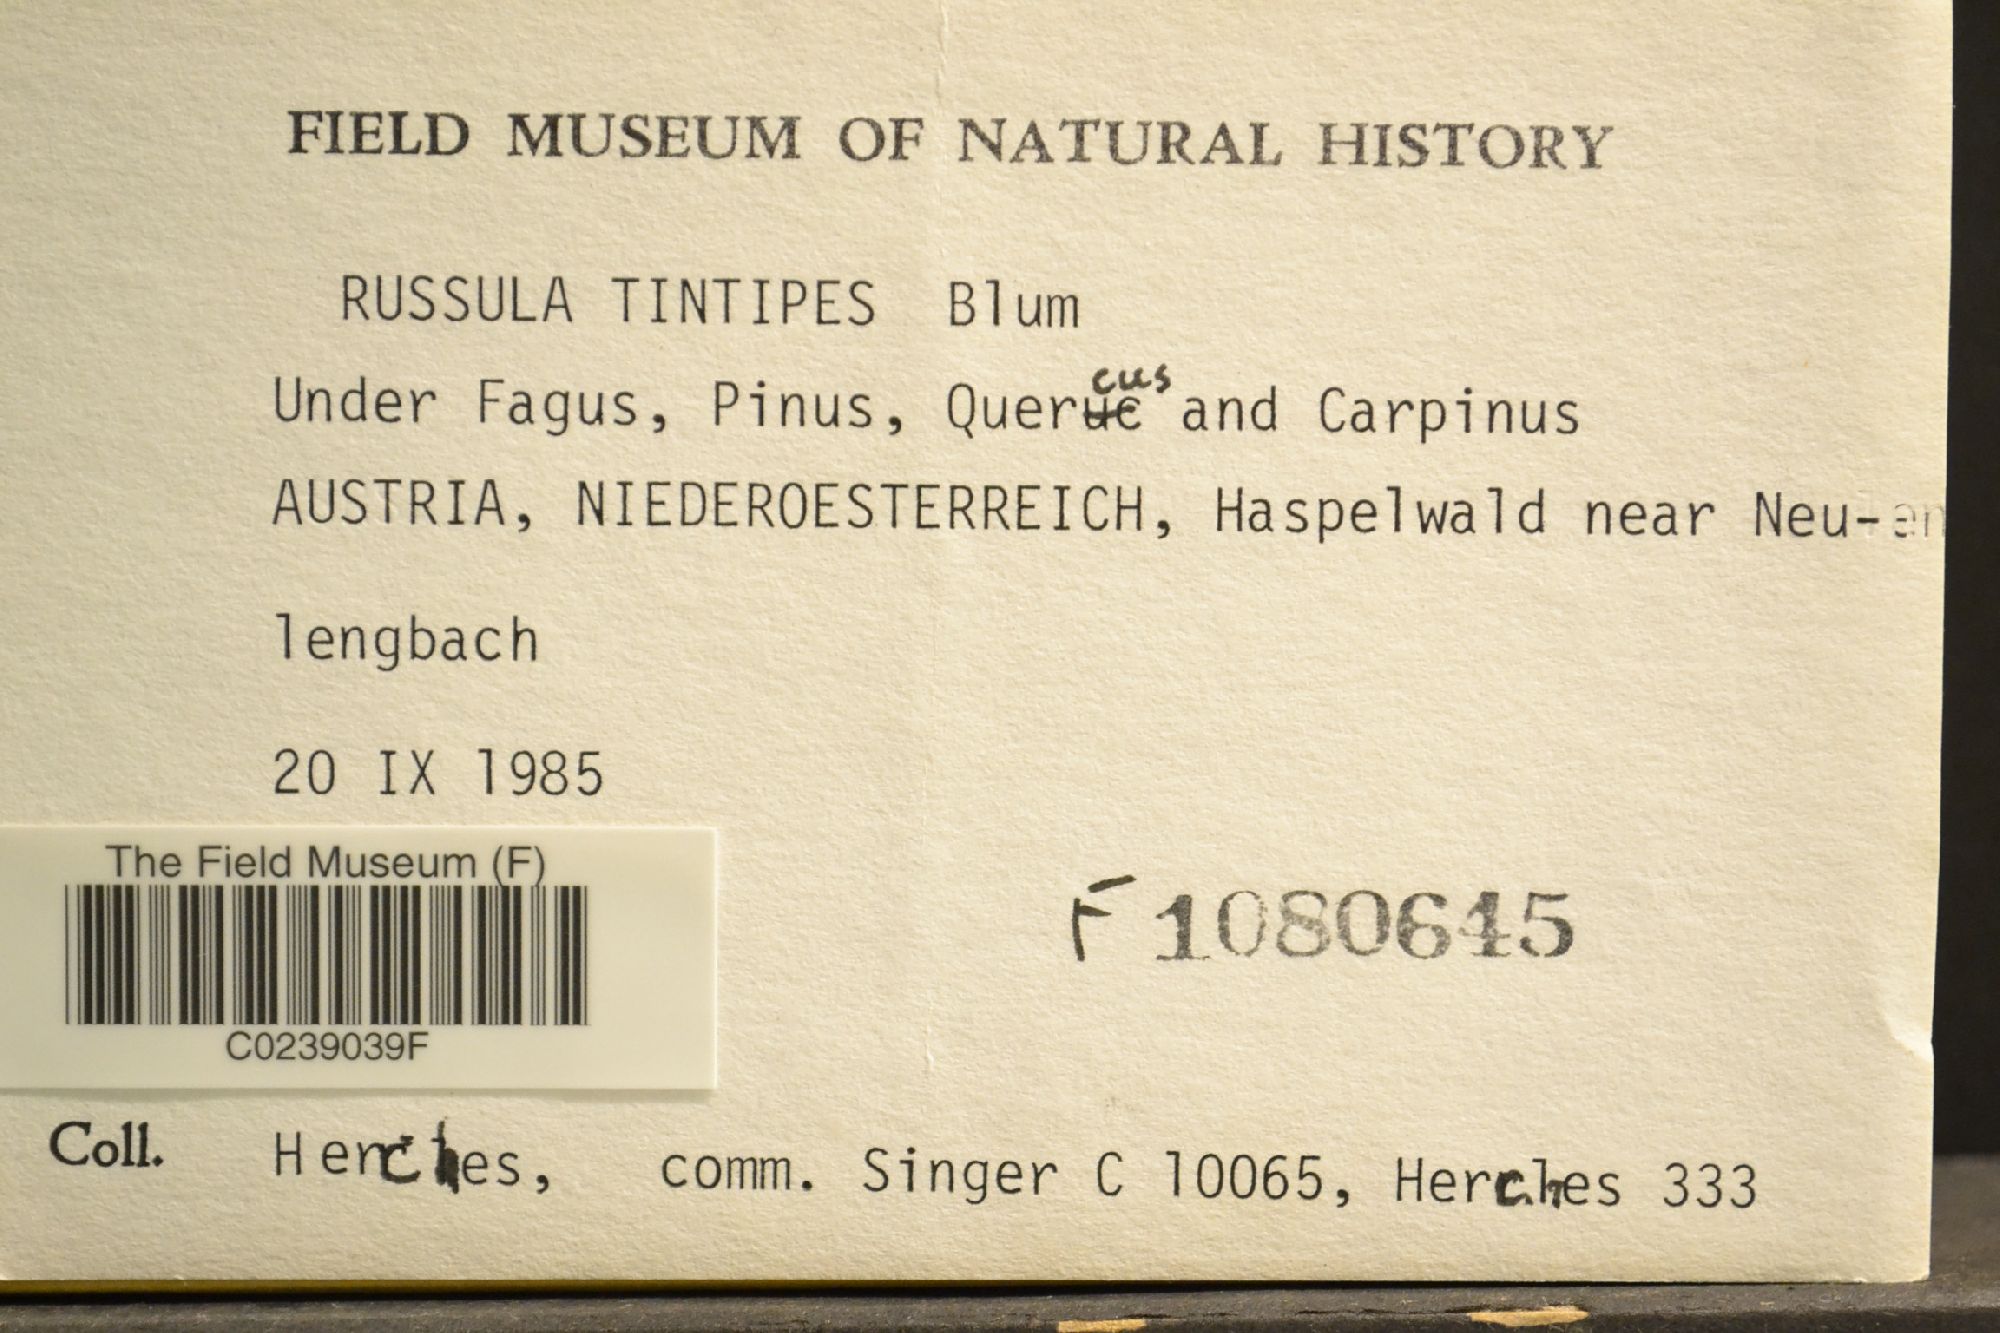 FIELD MUSEUM OF NATURAL HISTORY
RUSSULA TINTIPES Blum
Under Fagus, Pinus, Quercus and Carpinus
AUSTRIA, NIEDEROESTERREICH, Haspelwald near Neu-
lengbach
20 IX 1985
The Field Museum (F)
F 1080645
C0239039F
Coll. Herches, comm. Singer C 10065, Herches 333